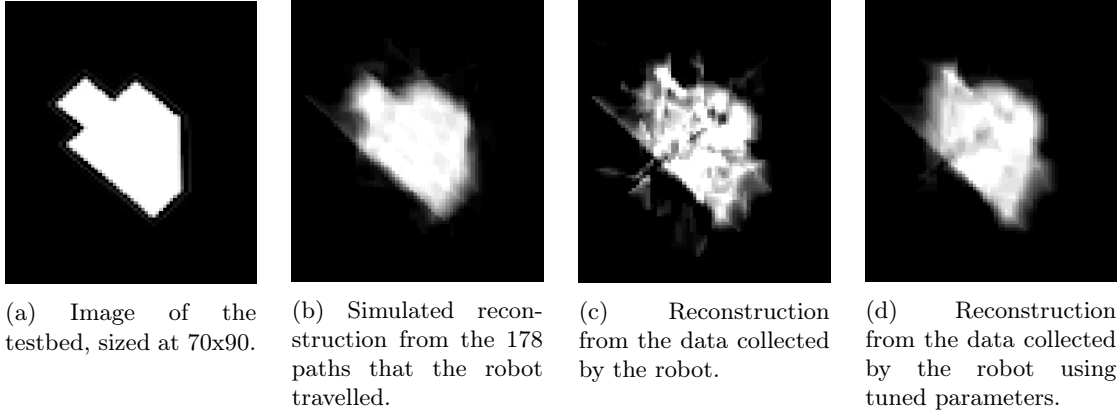 (a) Image of the
testbed, sized at 70x90.
(b) Simulated recon-
struction from the 178
paths that the robot
travelled.
(c) Reconstruction
from the data collected
by the robot.
(d) Reconstruction
from the data collected
by the robot using
tuned parameters.